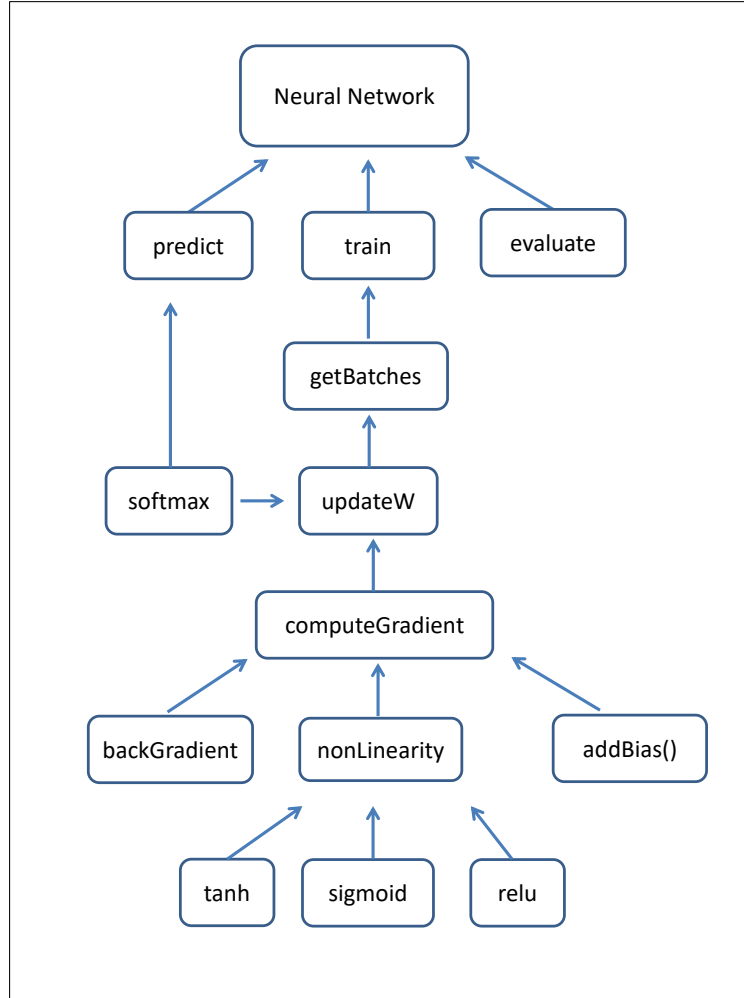 Neural Network
predict
train
evaluate
getBatches
softmax
updateW
computeGradient
backGradient
nonLinearity
addBias()
tanh
sigmoid
relu